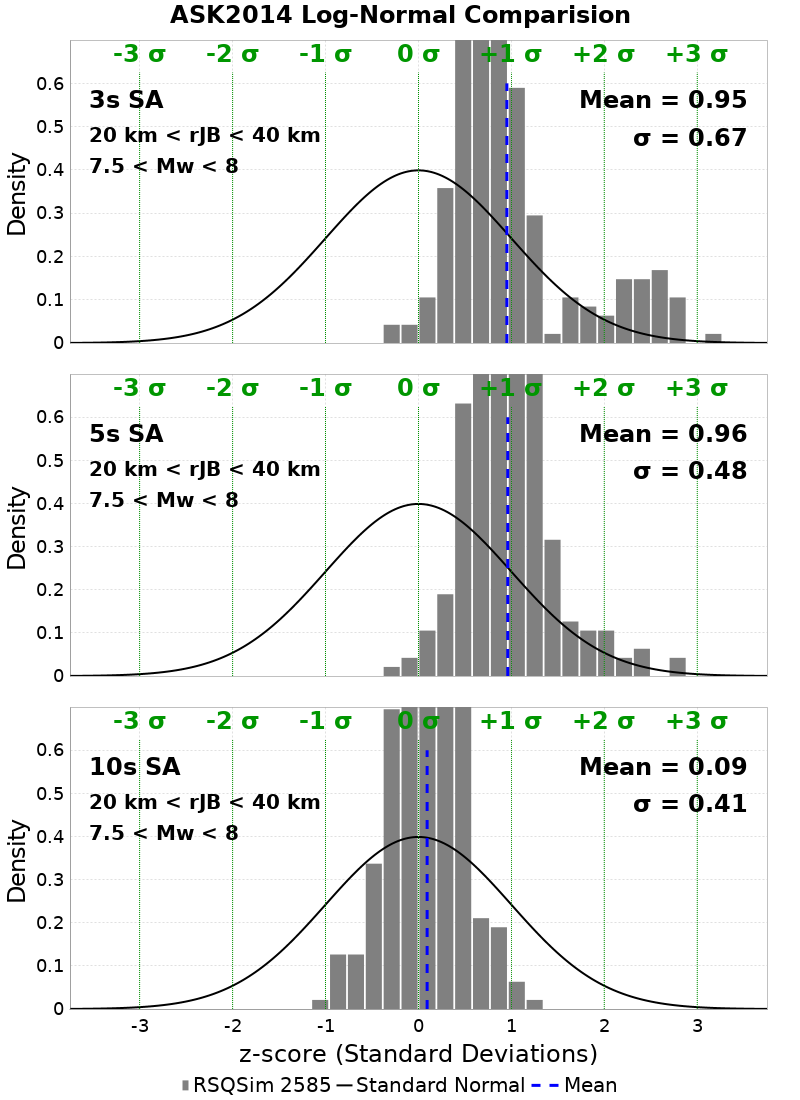 ASK2014 Log-Normal Comparision
-3 σ -2 σ -1 σ 0 σ +1 σ +2 σ +3 σ
3s SA
20 km < rJB < 40 km
7.5 < Mw < 8
Mean = 0.95
σ = 0.67
Density
0.6
0.5
0.4
0.3
0.2
0.1
0
-3 σ -2 σ -1 σ 0 σ +1 σ +2 σ +3 σ
5s SA
20 km < rJB < 40 km
7.5 < Mw < 8
Mean = 0.96
σ = 0.48
Density
0.6
0.5
0.4
0.3
0.2
0.1
0
-3 σ -2 σ -1 σ 0 σ +1 σ +2 σ +3 σ
10s SA
20 km < rJB < 40 km
7.5 < Mw < 8
Mean = 0.09
σ = 0.41
Density
0.6
0.5
0.4
0.3
0.2
0.1
0
-3 -2 -1 0 1 2 3
z-score (Standard Deviations)
RSQSim 2585 Standard Normal Mean